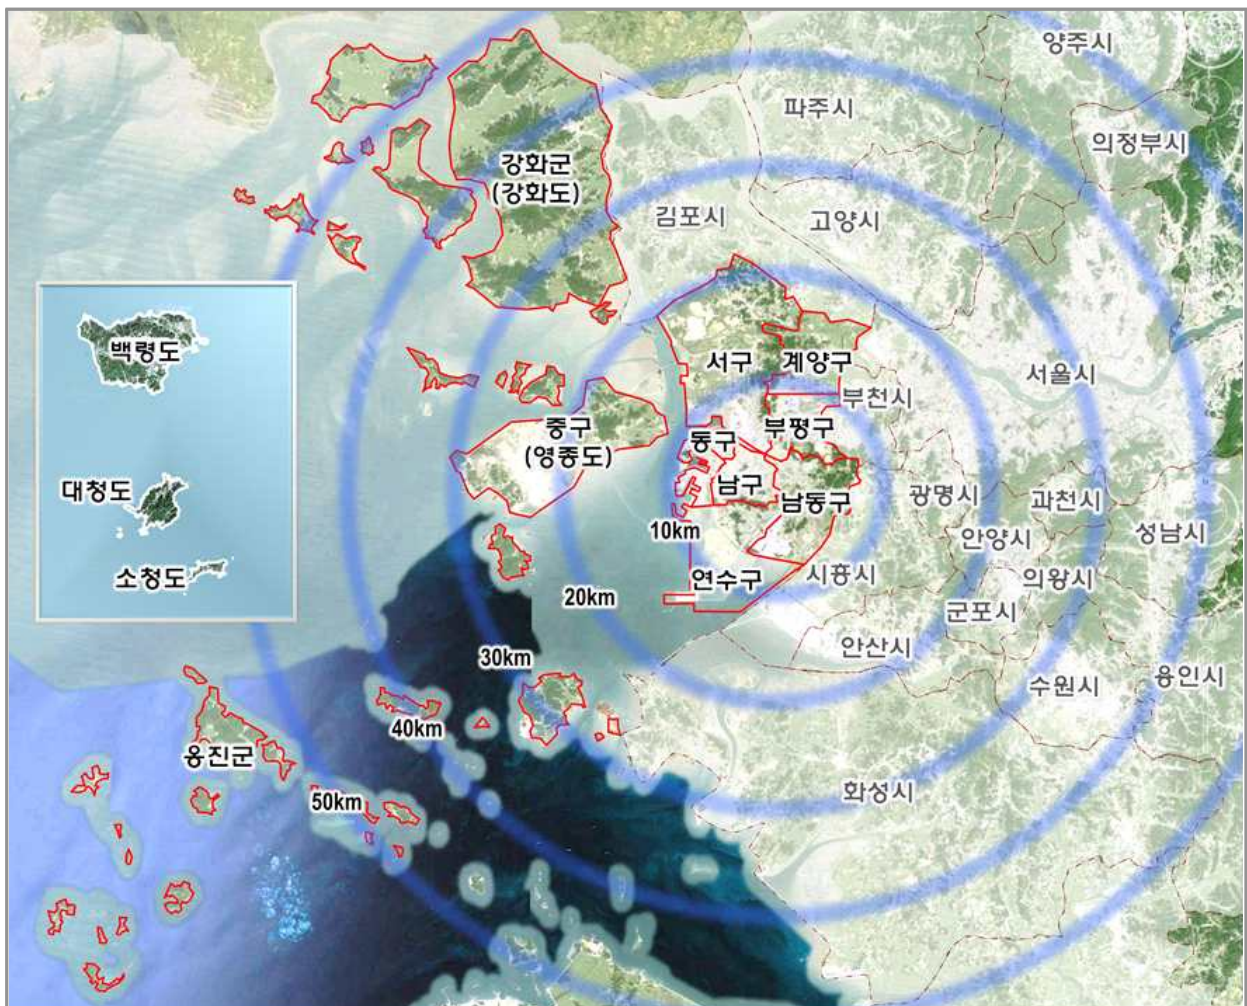 양주시
파주시
의정부시
강화군
(강화도)
김포시
고양시
백령도
서구
계양구
서울시
부천시
중구
(영종도)
동구
부평구
대청도
남구
남동구
광명시
과천시
10km
안양시
성남시
소청도
연수구
시흥시
의왕시
20km
군포시
안산시
30km
수원시
용인시
40km
옹진군
50km
화성시